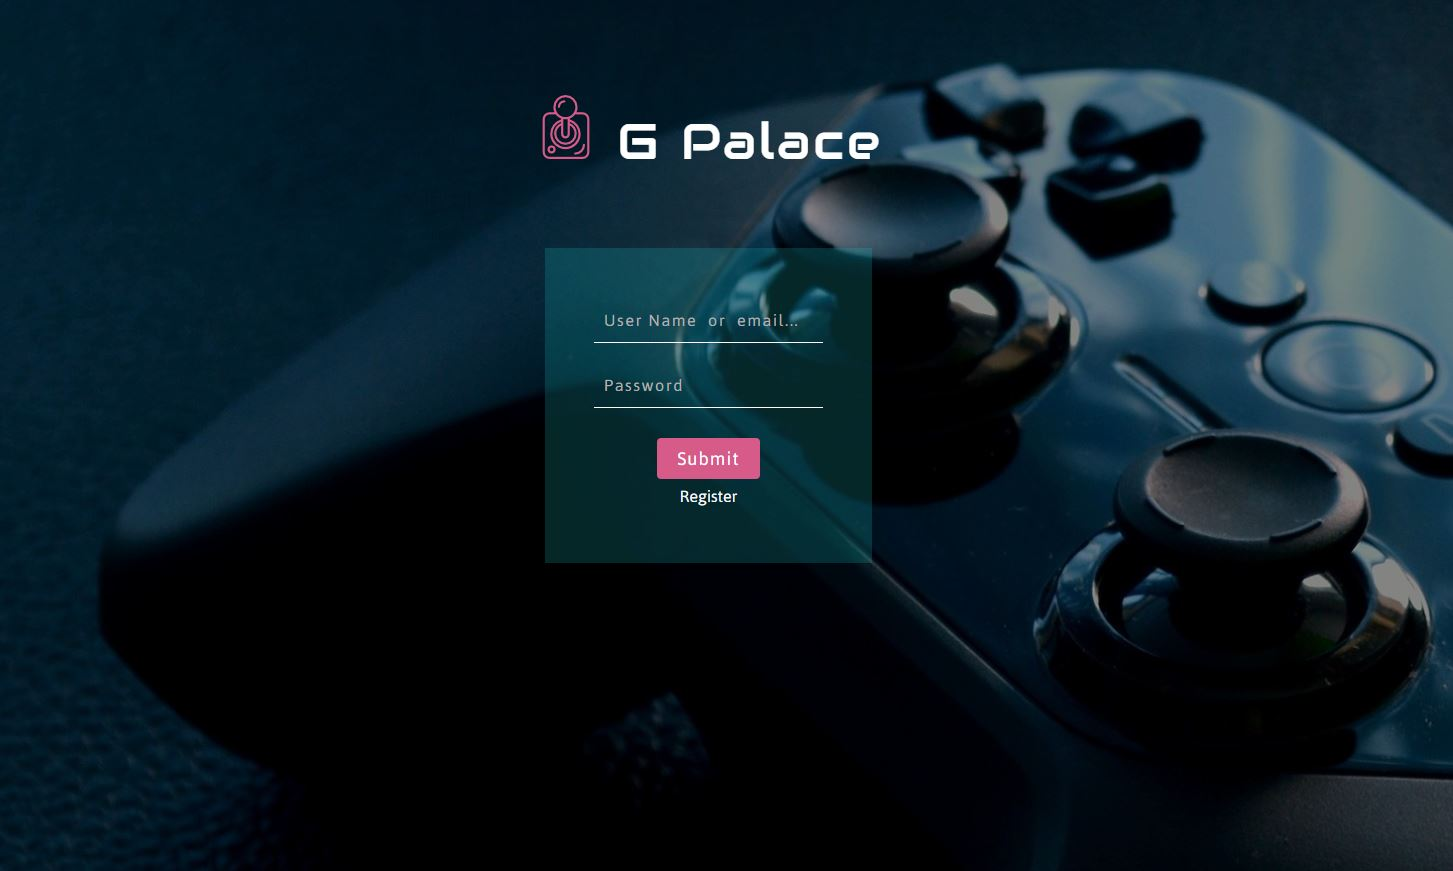 G Palace
User Name or email...
Password
Submit
Register